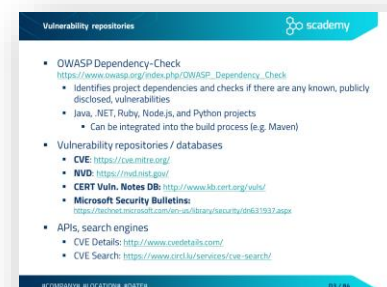 Vulnerability repositories
scademy
OWASP Dependency-Check
https://www.owasp.org/index.php/OWASP_Dependency_Check
Identifies project dependencies and checks if there are any known, publicly
disclosed, vulnerabilities
Java, .NET, Ruby, Node.js, and Python projects
Can be integrated into the build process (e.g. Maven)
Vulnerability repositories / databases
CVE: https://cve.mitre.org/
NVD: https://nvd.nist.gov/
CERT Vuln. Notes DB: http://www.kb.cert.org/vuls/
Microsoft Security Bulletins:
https://technet.microsoft.com/en-us/library/security/dn631937.aspx
APIs, search engines
CVE Details: http://www.cvedetails.com/
CVE Search: https://www.circl.lu/services/cve-search/
#COMPANY# #LOCATION# #DATE#